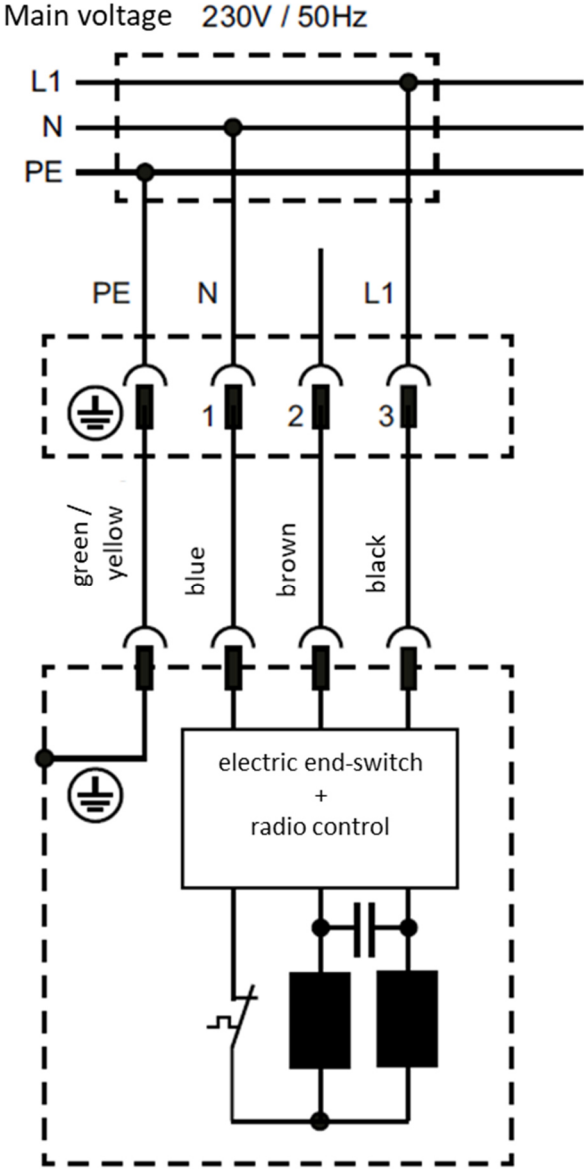 Main voltage 230V / 50Hz
L1
N
PE
PE N L1
1 2 3
green /
yellow
blue
brown
black
electric end-switch
+
radio control